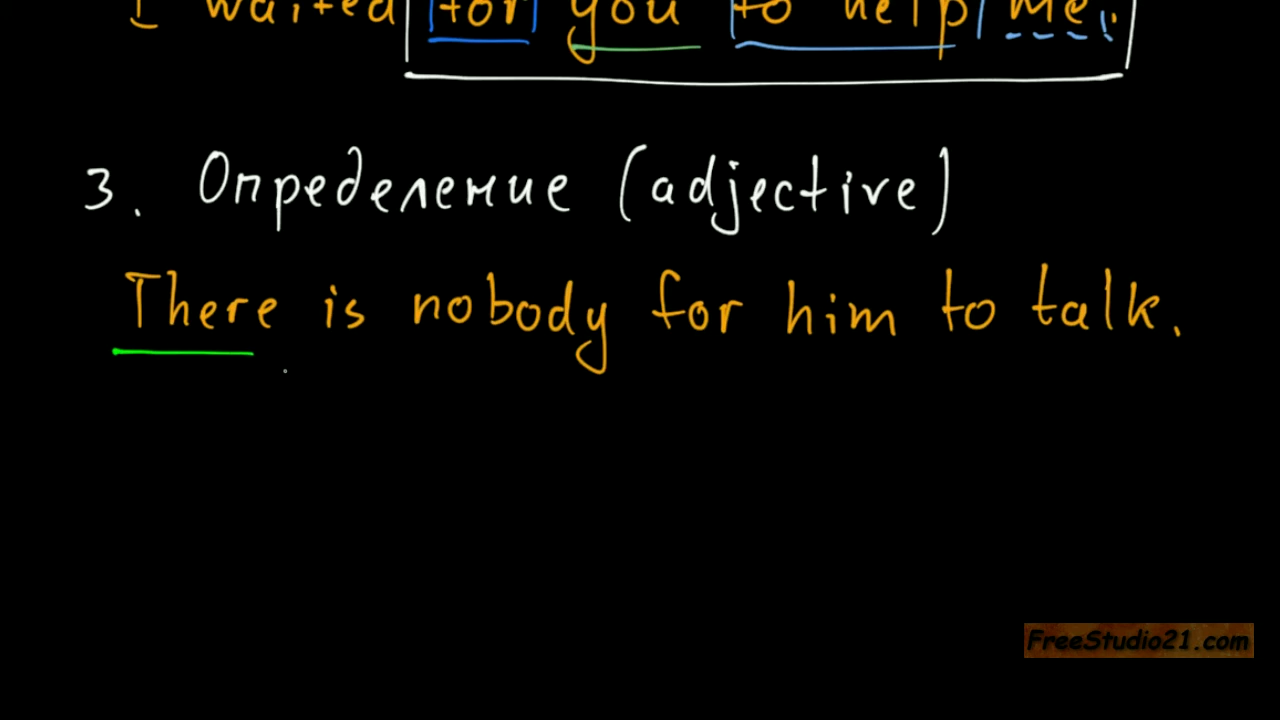 I waited for you to help me.
3. Определение (adjective)
There is nobody for him to talk.
FreeStudio21.com